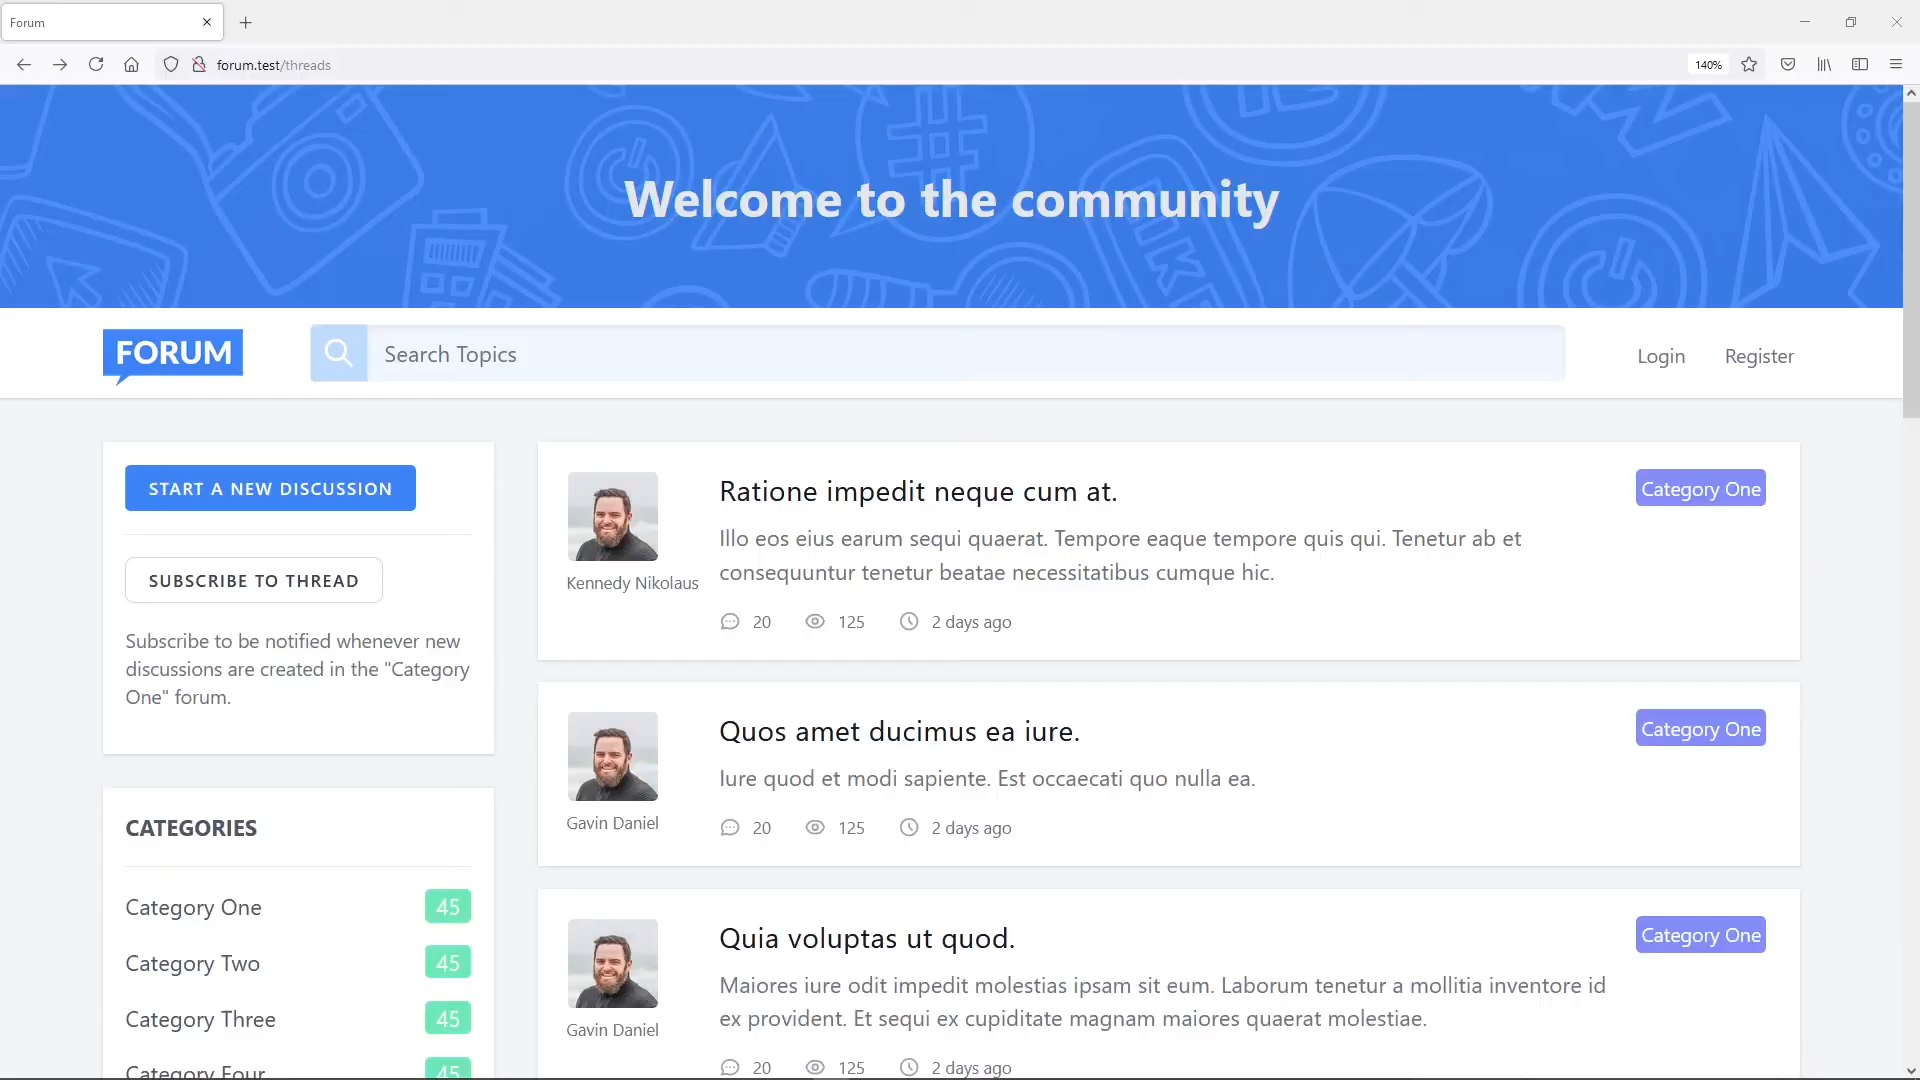 Forum
forum.test/threads
140%
Welcome to the community
FORUM
Search Topics
Login
Register
START A NEW DISCUSSION
SUBSCRIBE TO THREAD
Subscribe to be notified whenever new
discussions are created in the "Category
One" forum.
CATEGORIES
Category One 45
Category Two 45
Category Three 45
Category Four 45
Ratione impedit neque cum at.
Category One
Illo eos eius earum sequi quaerat. Tempore eaque tempore quis qui. Tenetur ab et
consequuntur tenetur beatae necessitatibus cumque hic.
Kennedy Nikolaus
20 125 2 days ago
Quos amet ducimus ea iure.
Category One
Iure quod et modi sapiente. Est occaecati quo nulla ea.
Gavin Daniel
20 125 2 days ago
Quia voluptas ut quod.
Category One
Maiores iure odit impedit molestias ipsam sit eum. Laborum tenetur a mollitia inventore id
ex provident. Et sequi ex cupiditate magnam maiores quaerat molestiae.
Gavin Daniel
20 125 2 days ago